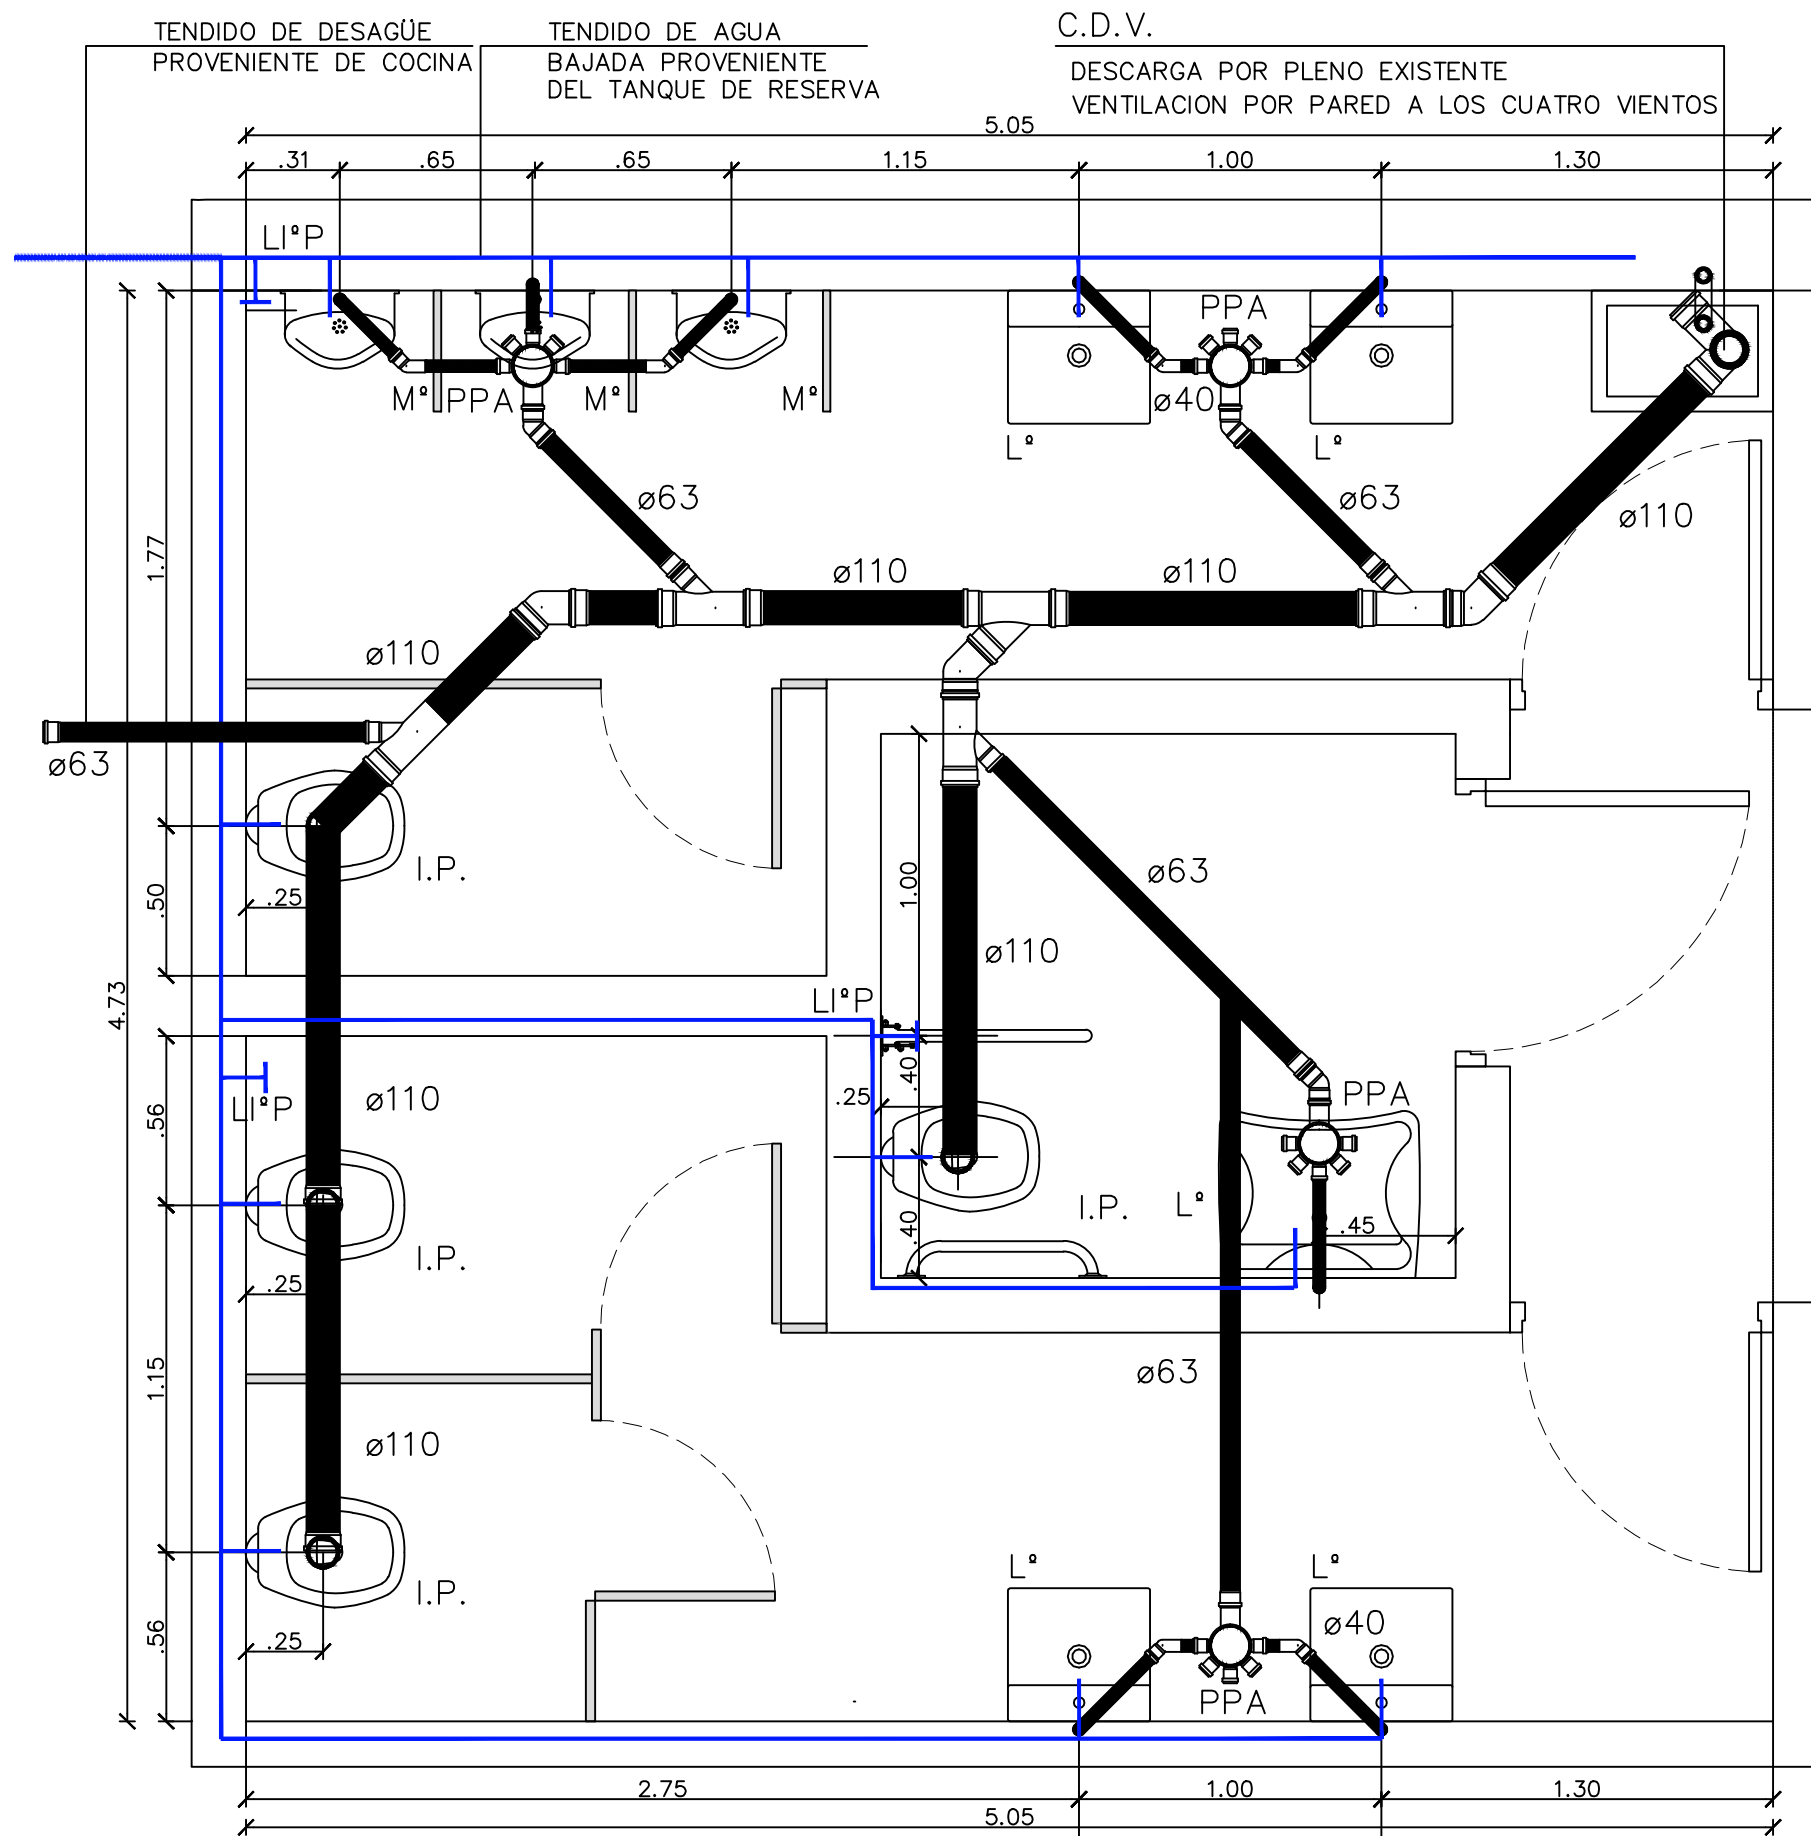 TENDIDO DE DESAGÜE
PROVENIENTE DE COCINA
TENDIDO DE AGUA
BAJADA PROVENIENTE
DEL TANQUE DE RESERVA
C.D.V.
DESCARGA POR PLENO EXISTENTE
VENTILACION POR PARED A LOS CUATRO VIENTOS
5.05
.31
.65
.65
1.15
1.00
1.30
LlªP
PPA
Mº
PPA
Mº
Mº
ø40
Lº
Lº
ø63
ø63
ø110
1.77
ø110
ø110
ø110
ø63
I.P.
.25
.50
1.00
ø63
ø110
4.73
LlªP
.40
.25
.56
ø110
LlªP
PPA
I.P.
Lº
.40
.45
I.P.
.25
1.15
ø63
ø110
I.P.
Lº
Lº
ø40
.56
.25
PPA
2.75
1.00
1.30
5.05